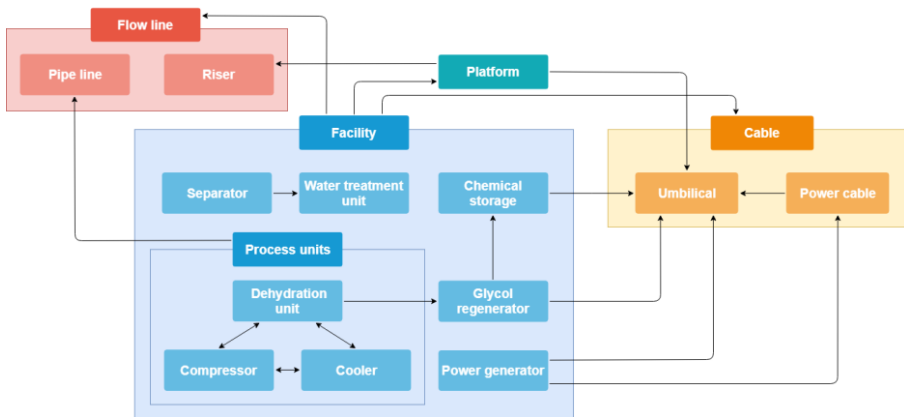 Flow line
Pipe line
Riser
Platform
Facility
Cable
Separator
Water treatment
unit
Chemical
storage
Umbilical
Power cable
Process units
Dehydration
unit
Glycol
regenerator
Compressor
Cooler
Power generator